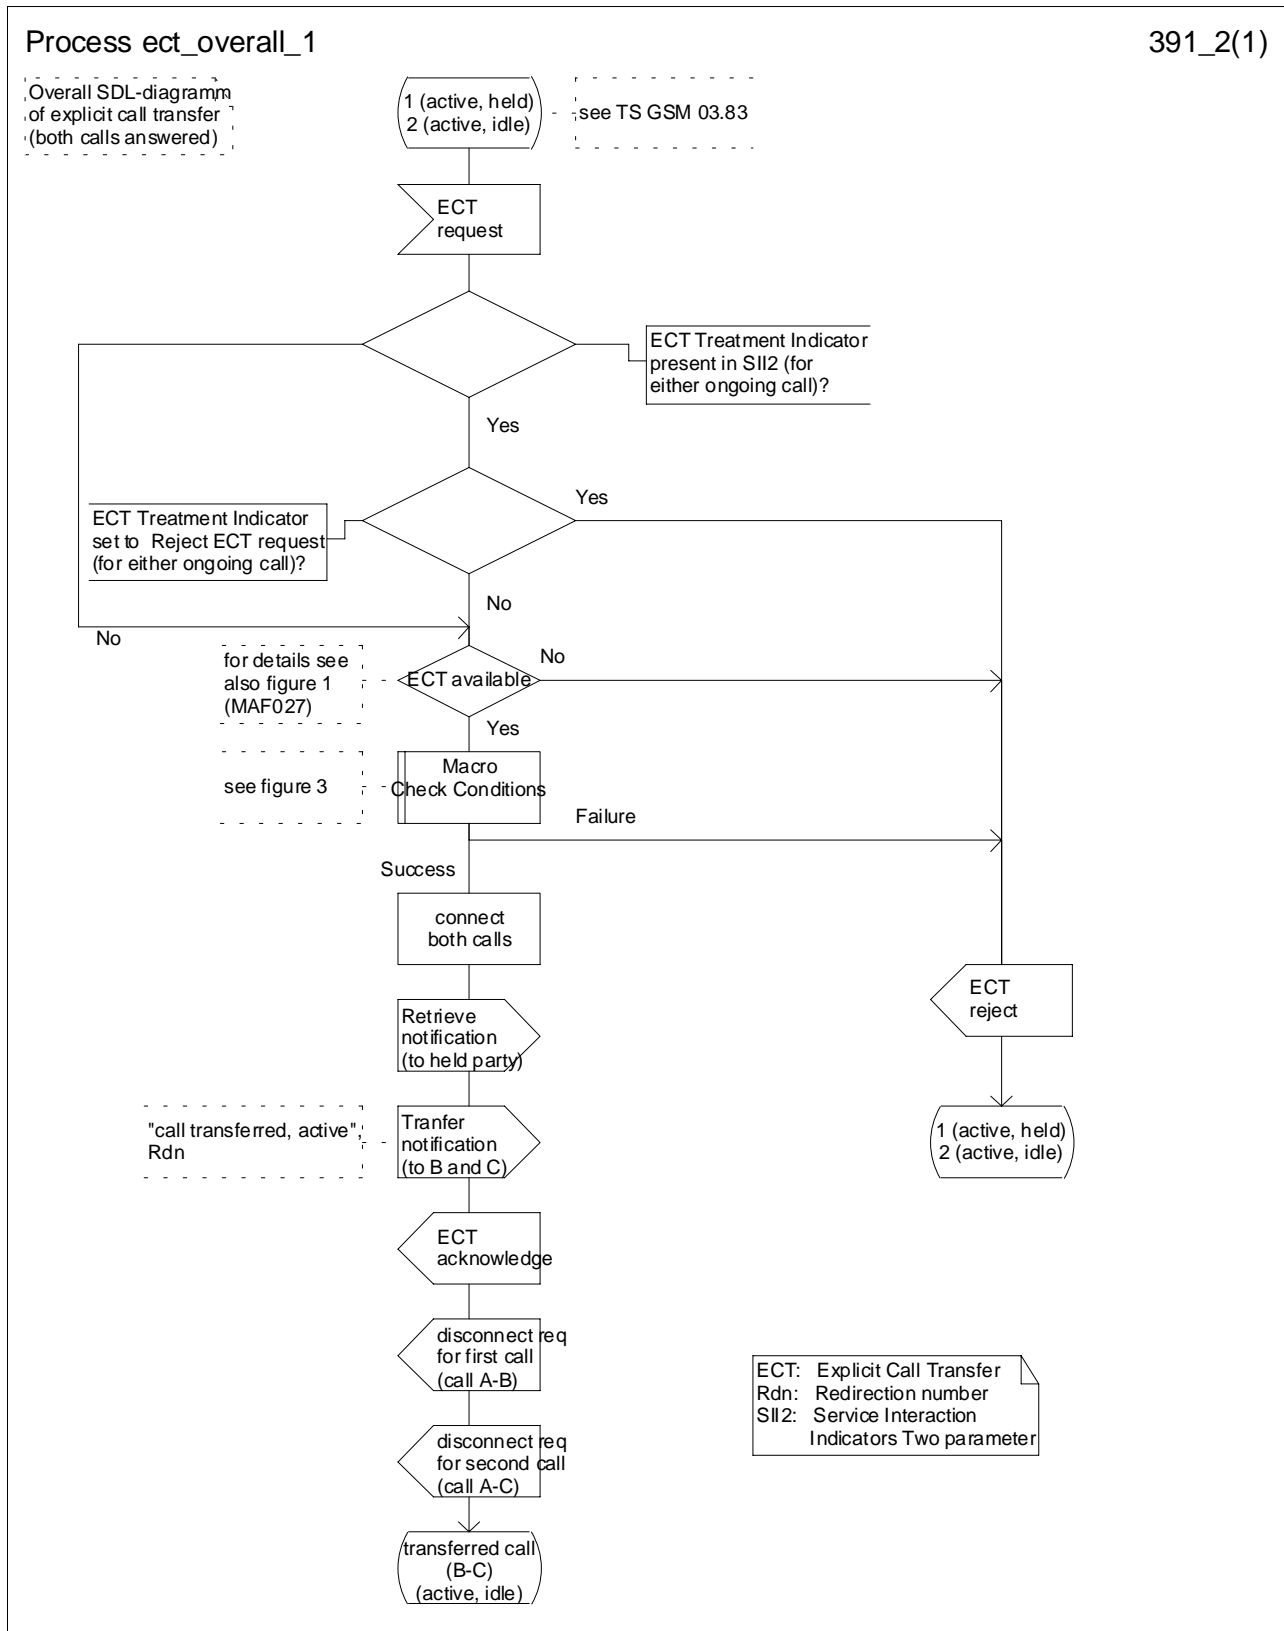 Process ect_overall_1
391_2(1)
Overall SDL-diagramm
of explicit call transfer
(both calls answered)
1 (active, held)
2 (active, idle)
see TS GSM 03.83
ECT
request
ECT Treatment Indicator
present in SII2 (for
either ongoing call)?
Yes
ECT Treatment Indicator
set to Reject ECT request
(for either ongoing call)?
Yes
No
No
for details see
also figure 1
(MAF027)
ECT available
No
Yes
see figure 3
Macro
Check Conditions
Failure
Success
connect
both calls
ECT
reject
Retrieve
notification
(to held party)
"call transferred, active",
Rdn
Tranfer
notification
(to B and C)
1 (active, held)
2 (active, idle)
ECT
acknowledge
disconnect req
for first call
(call A-B)
ECT: Explicit Call Transfer
Rdn: Redirection number
SII2: Service Interaction
Indicators Two parameter
disconnect req
for second call
(call A-C)
transferred call
(B-C)
(active, idle)